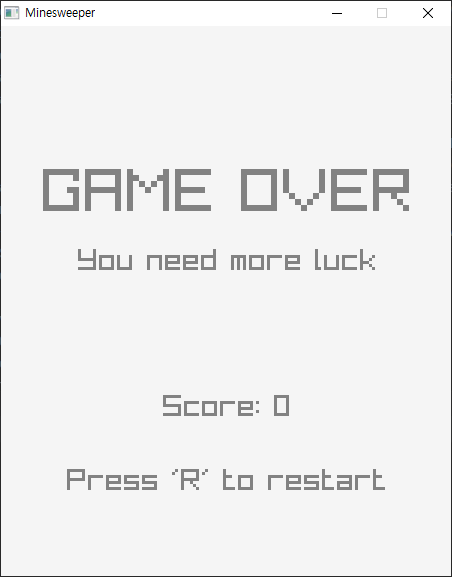 Minesweeper
GAME OVER
You need more luck
Score: 0
Press 'R' to restart